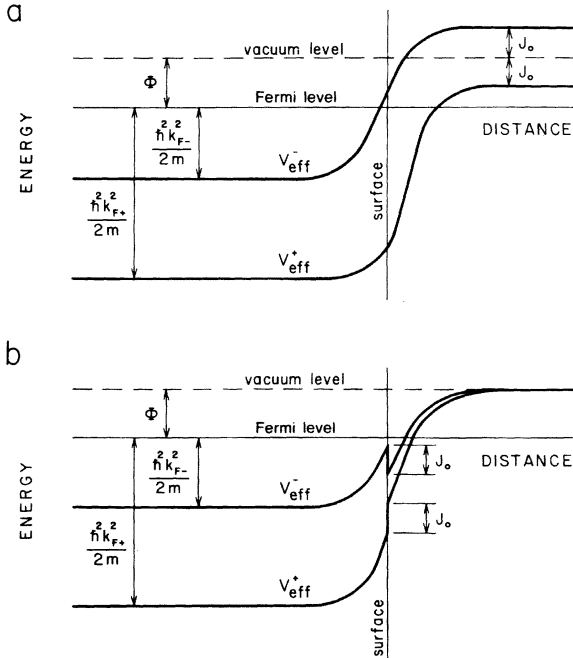 a
vacuum level
J₀
J₀
Φ
Fermi level
DISTANCE
ħ²k²F-
2m
V⁻eff
ENERGY
ħ²k²F+
2m
surface
V⁺eff
b
vacuum level
Φ
Fermi level
DISTANCE
J₀
ħ²k²F-
2m
V⁻eff
ENERGY
J₀
ħ²k²F+
2m
V⁺eff
surface